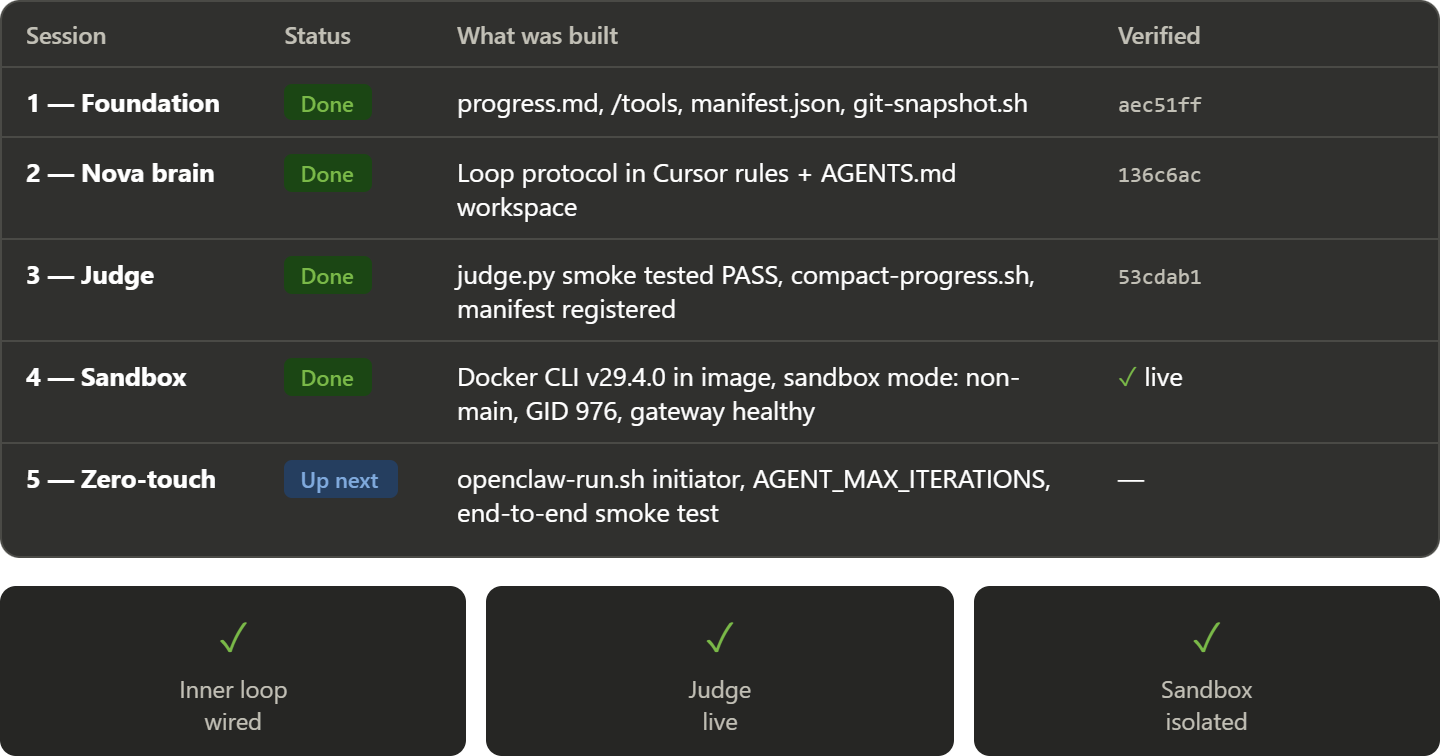 Session Status What was built Verified
1 — Foundation Done progress.md, /tools, manifest.json, git-snapshot.sh aec51ff
2 — Nova brain Done Loop protocol in Cursor rules + AGENTS.md 136c6ac
workspace
3 — Judge Done judge.py smoke tested PASS, compact-progress.sh, 53cdab1
manifest registered
4 — Sandbox Done Docker CLI v29.4.0 in image, sandbox mode: non- ✓ live
main, GID 976, gateway healthy
5 — Zero-touch Up next openclaw-run.sh initiator, AGENT_MAX_ITERATIONS, —
end-to-end smoke test
✓ ✓ ✓
Inner loop Judge Sandbox
wired live isolated